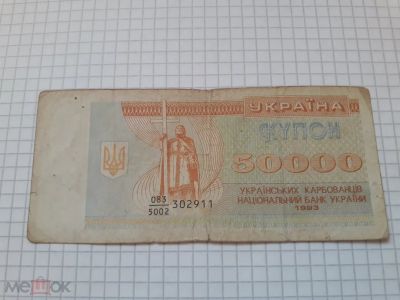 УКРАЇНА
КУПОН
50000
083
5002 302911
УКРАЇНСЬКИХ КАРБОВАНЦІВ
НАЦІОНАЛЬНИЙ БАНК УКРАЇНИ
1993
Мешок